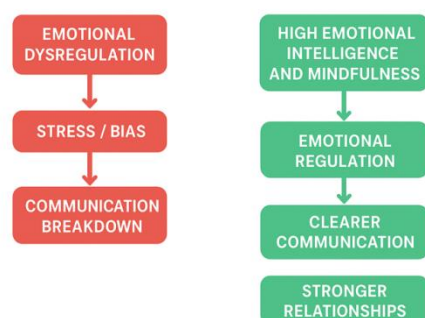 EMOTIONAL
DYSREGULATION
STRESS / BIAS
COMMUNICATION
BREAKDOWN
HIGH EMOTIONAL
INTELLIGENCE
AND MINDFULNESS
EMOTIONAL
REGULATION
CLEARER
COMMUNICATION
STRONGER
RELATIONSHIPS